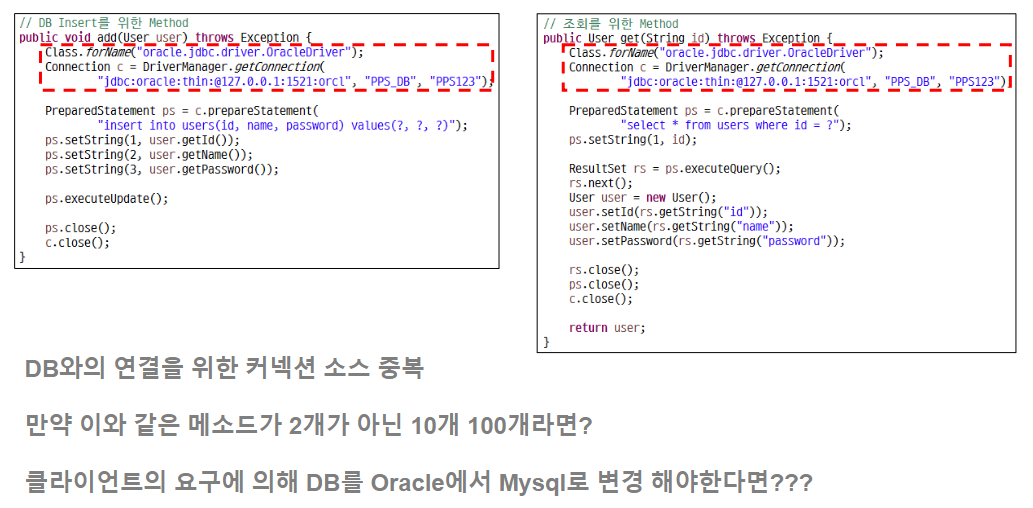 // DB Insert를 위한 Method
public void add(User user) throws Exception {
Class.forName("oracle.jdbc.driver.OracleDriver");
Connection c = DriverManager.getConnection(
"jdbc:oracle:thin:@127.0.0.1:1521:orcl", "PPS_DB", "PPS123");
PreparedStatement ps = c.prepareStatement(
"insert into users(id, name, password) values(?, ?, ?)");
ps.setString(1, user.getId());
ps.setString(2, user.getName());
ps.setString(3, user.getPassword());
ps.executeUpdate();
ps.close();
c.close();
}
// 조회를 위한 Method
public User get(String id) throws Exception {
Class.forName("oracle.jdbc.driver.OracleDriver");
Connection c = DriverManager.getConnection(
"jdbc:oracle:thin:@127.0.0.1:1521:orcl", "PPS_DB", "PPS123")
PreparedStatement ps = c.prepareStatement(
"select * from users where id = ?");
ps.setString(1, id);
ResultSet rs = ps.executeQuery();
rs.next();
User user = new User();
user.setId(rs.getString("id"));
user.setName(rs.getString("name"));
user.setPassword(rs.getString("password"));
rs.close();
ps.close();
c.close();
return user;
}
DB와의 연결을 위한 커넥션 소스 중복
만약 이와 같은 메소드가 2개가 아닌 10개 100개라면?
클라이언트의 요구에 의해 DB를 Oracle에서 Mysql로 변경 해야한다면???